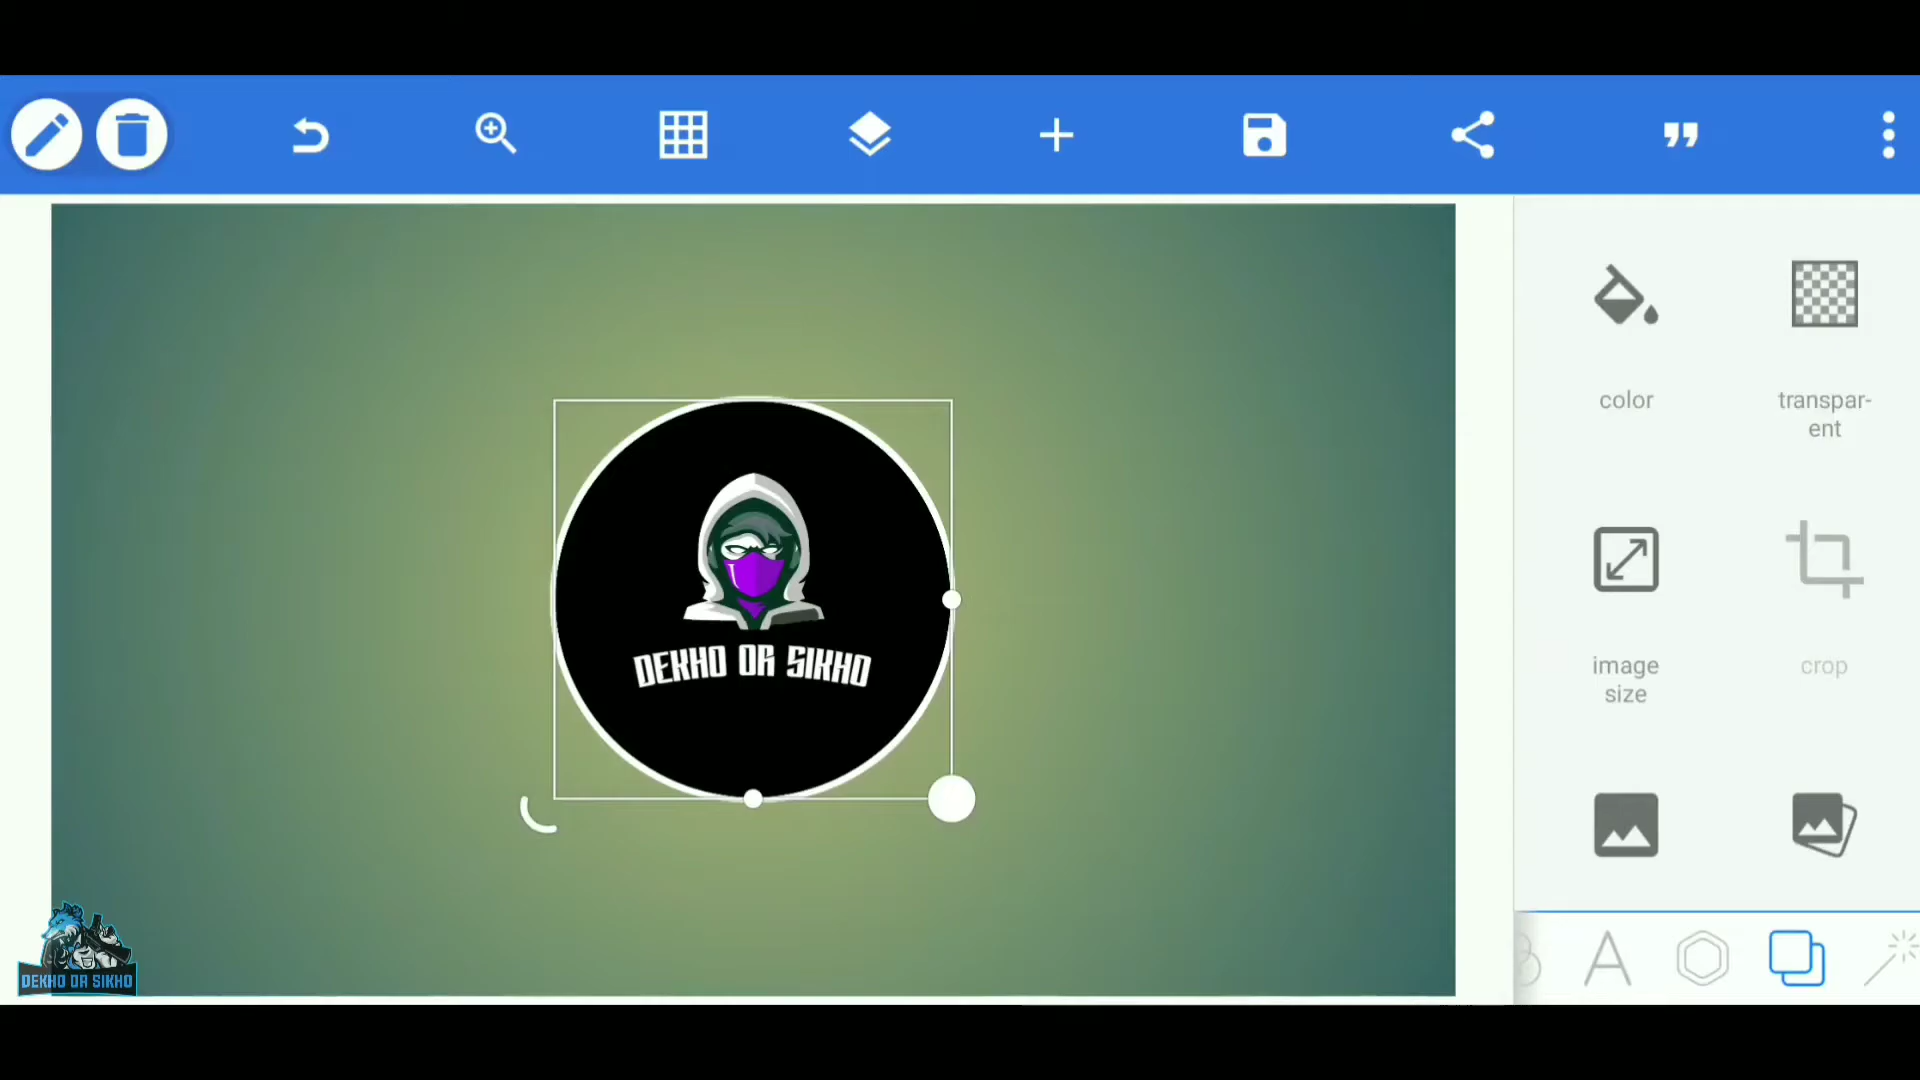 color
transpar-
ent
DEKHO OR SIKHO
image
size
crop
DEKHO OR SIKHO